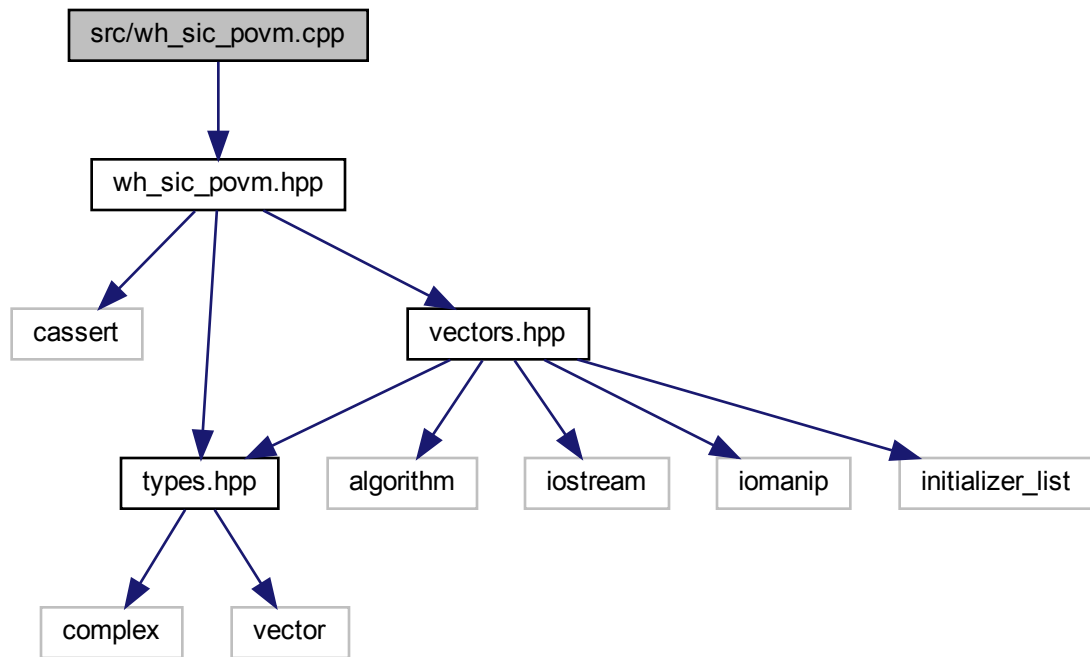 src/wh_sic_povm.cpp
wh_sic_povm.hpp
cassert
vectors.hpp
types.hpp
algorithm
iostream
iomanip
initializer_list
complex
vector